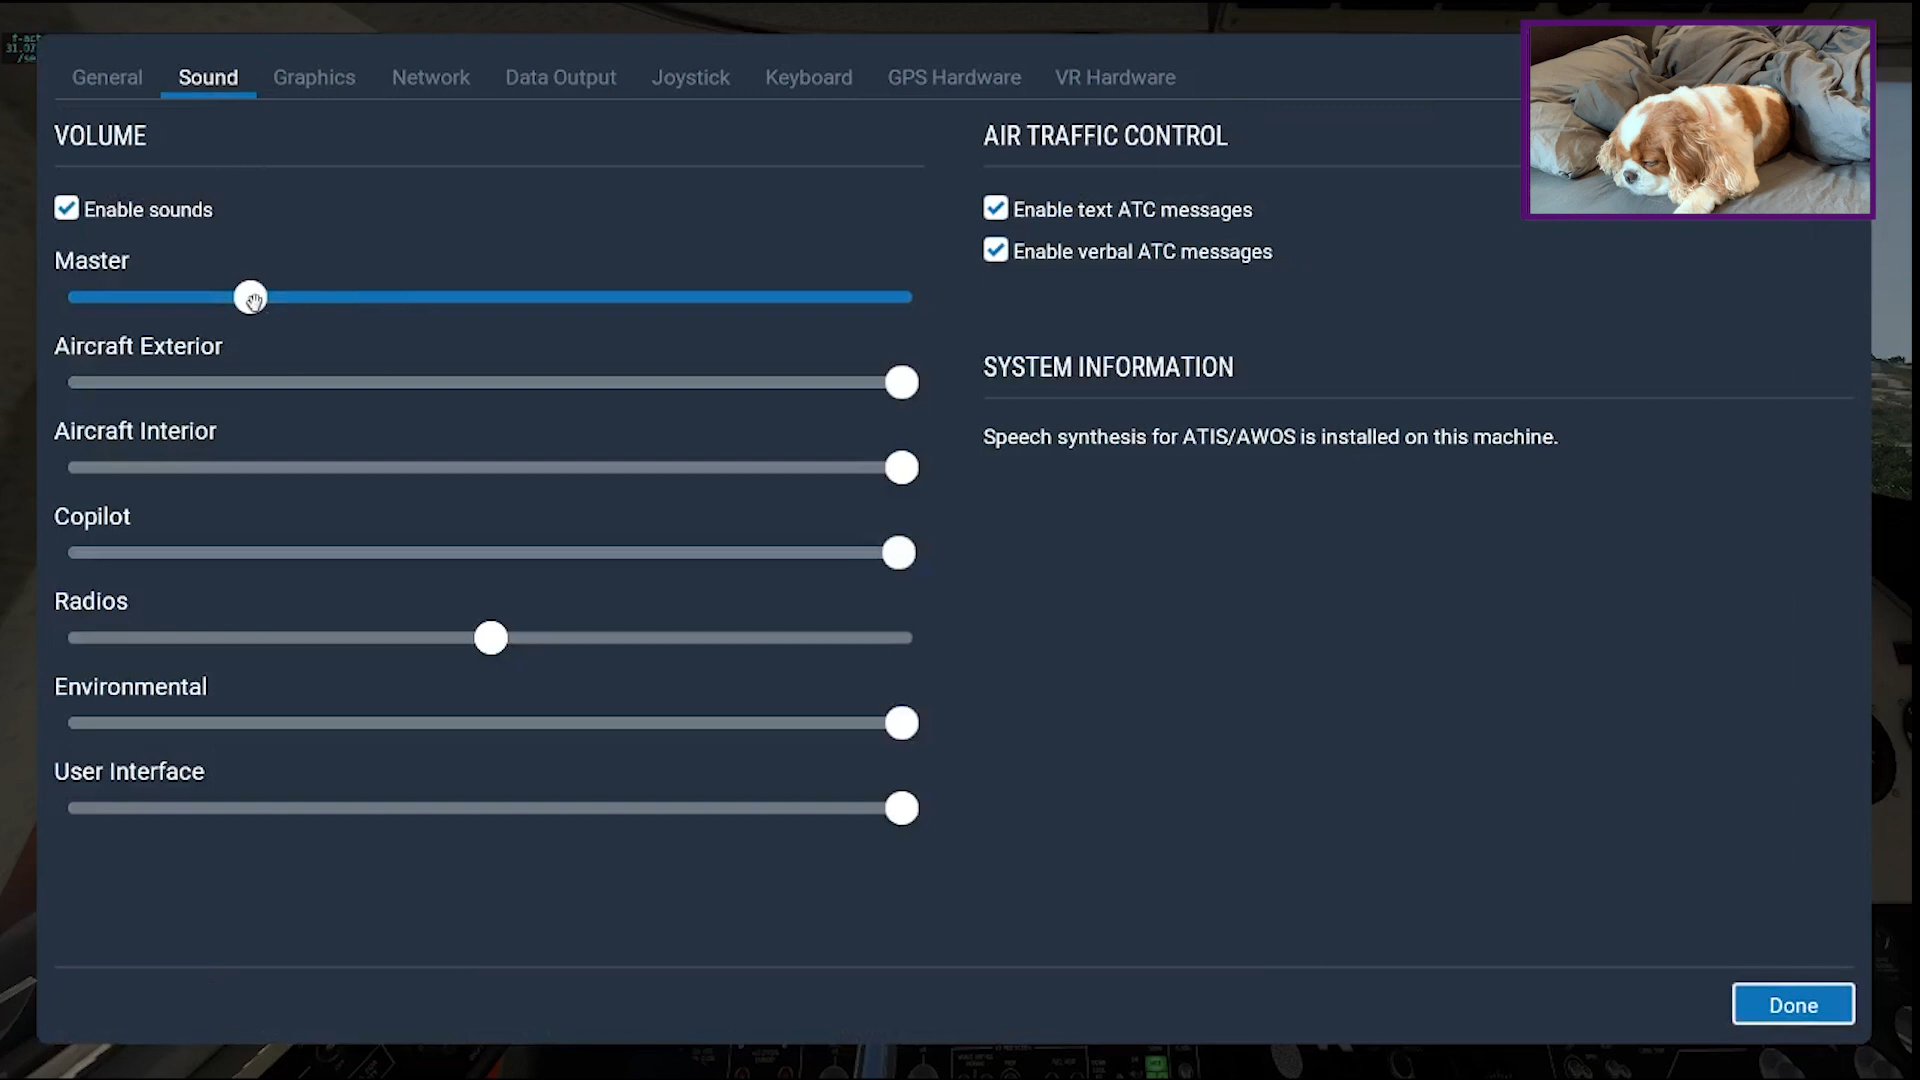 General Sound Graphics Network Data Output Joystick Keyboard GPS Hardware VR Hardware
VOLUME
Enable sounds
Master
Aircraft Exterior
Aircraft Interior
Copilot
Radios
Environmental
User Interface
AIR TRAFFIC CONTROL
Enable text ATC messages
Enable verbal ATC messages
SYSTEM INFORMATION
Speech synthesis for ATIS/AWOS is installed on this machine.
Done